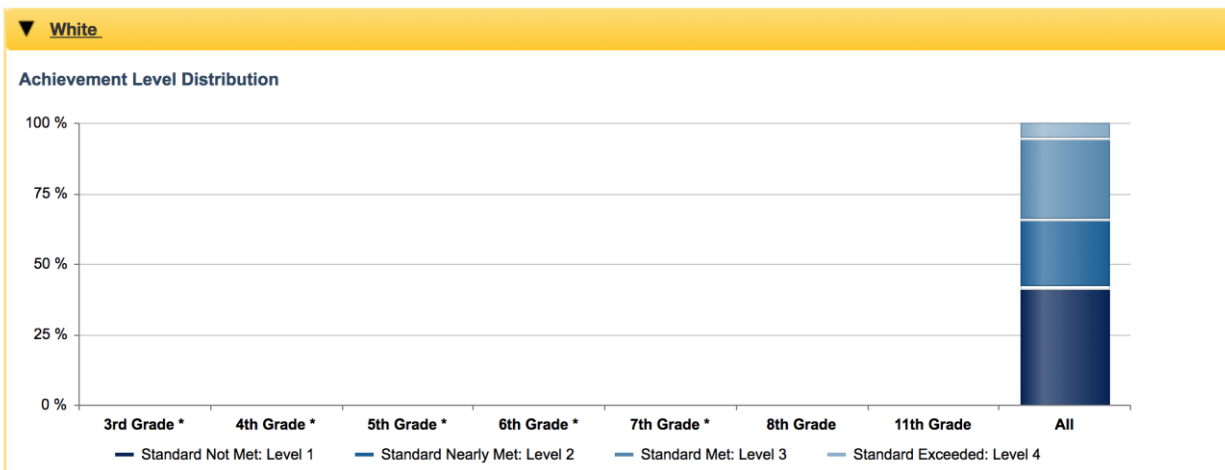 ▼ White
Achievement Level Distribution
100 %
75 %
50 %
25 %
0 %
3rd Grade * 4th Grade * 5th Grade * 6th Grade * 7th Grade * 8th Grade 11th Grade All
Standard Not Met: Level 1 Standard Nearly Met: Level 2 Standard Met: Level 3 Standard Exceeded: Level 4